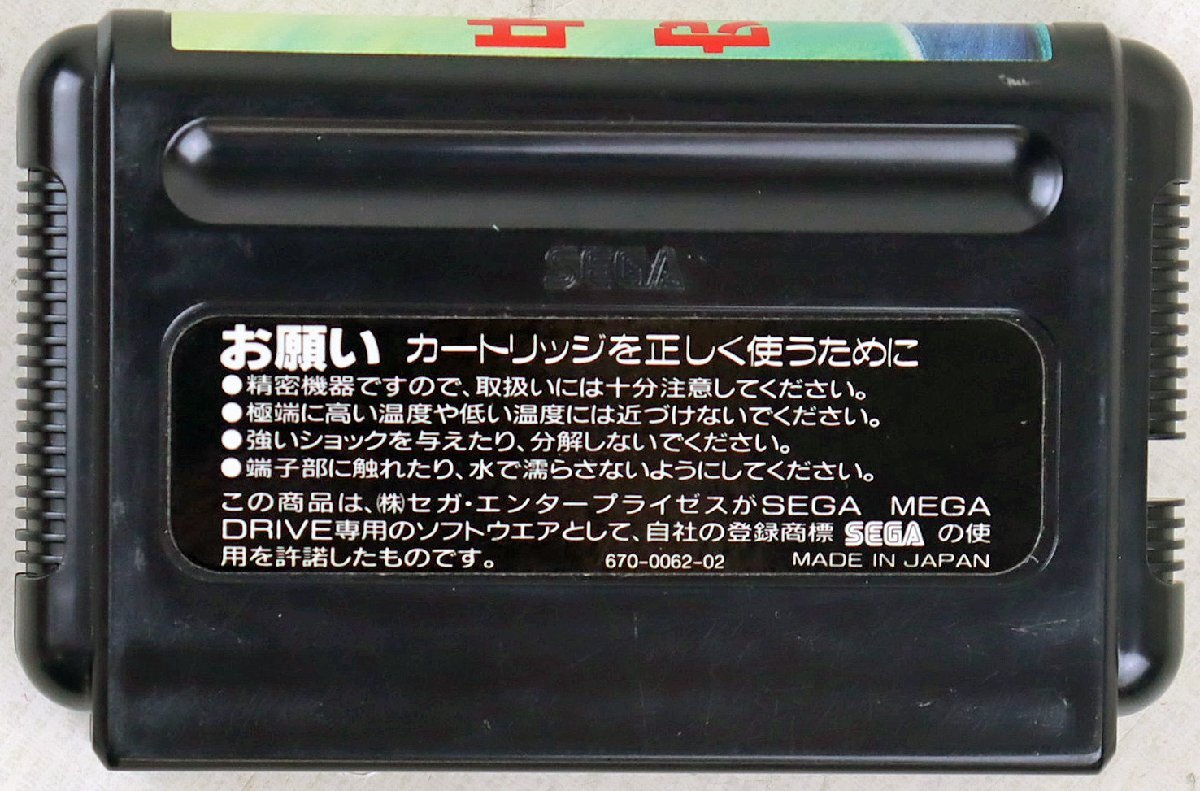 SEGA
お願い カートリッジを正しく使うために
●精密機器ですので、取扱いには十分注意してください。
●極端に高い温度や低い温度には近づけないでください。
●強いショックを与えたり、分解しないでください。
●端子部に触れたり、水で濡らさないようにしてください。
この商品は、㈱セガ・エンタープライゼスがSEGA MEGA
DRIVE専用のソフトウエアとして、自社の登録商標 SEGA の使
用を許諾したものです。 670-0062-02 MADE IN JAPAN